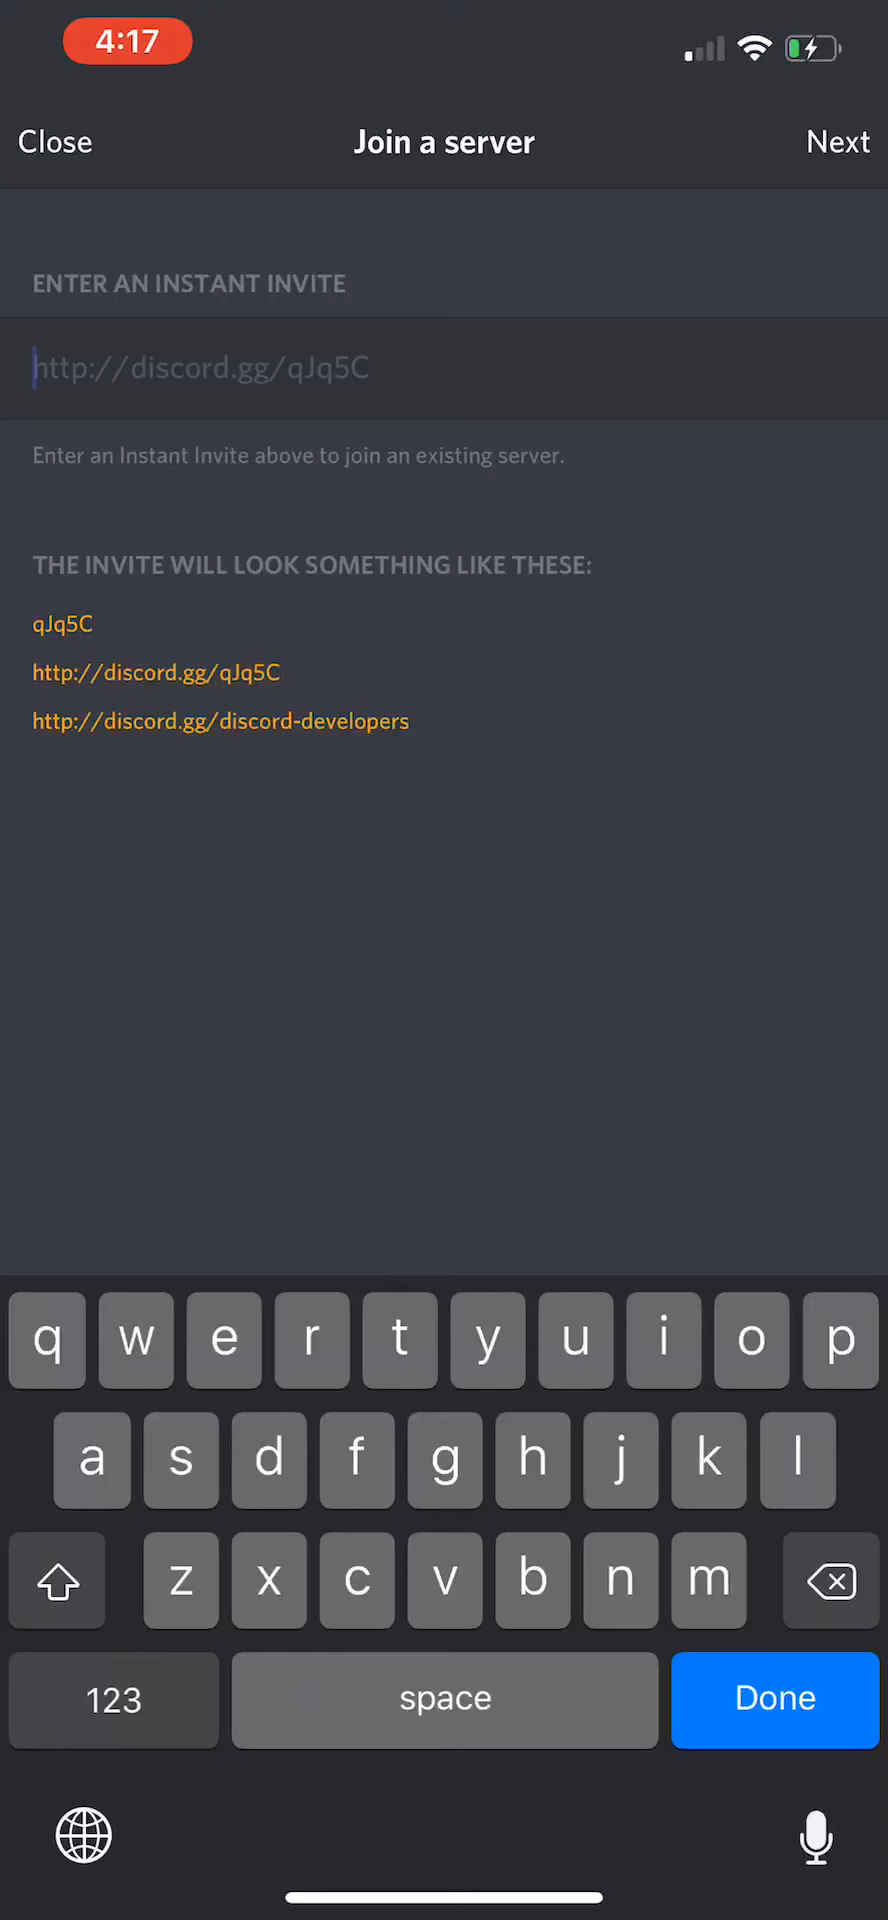 4:17
Close
Join a server
Next
ENTER AN INSTANT INVITE
http://discord.gg/qJq5C
Enter an Instant Invite above to join an existing server.
THE INVITE WILL LOOK SOMETHING LIKE THESE:
qJq5C
http://discord.gg/qJq5C
http://discord.gg/discord-developers
q w e r t y u i o p
a s d f g h j k l
z x c v b n m
123 space Done